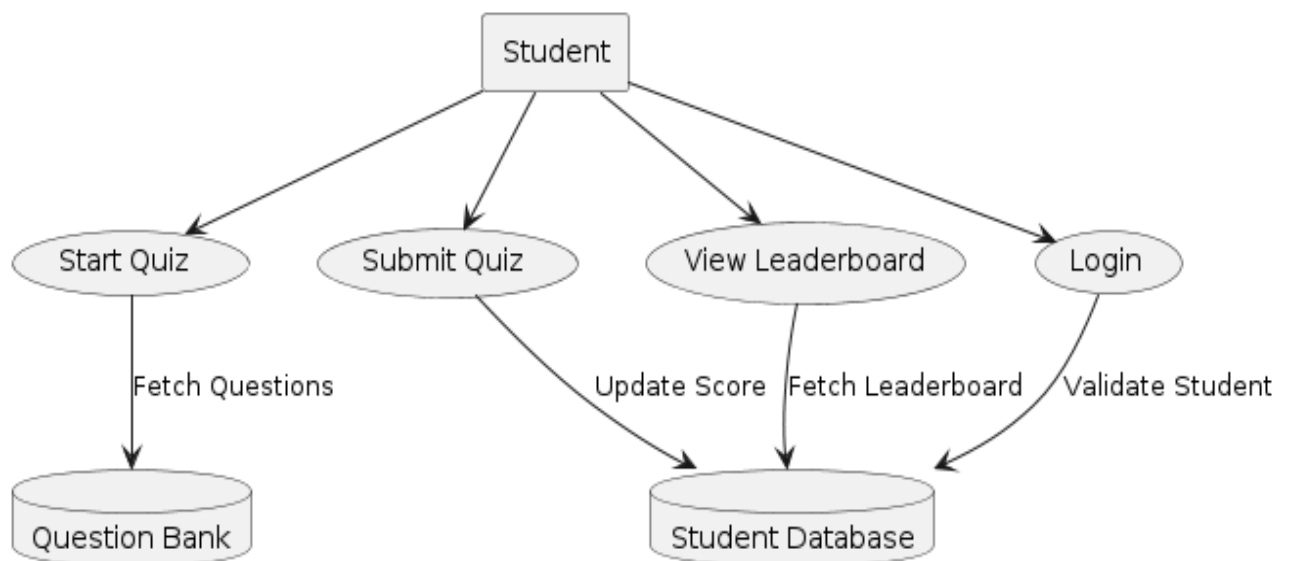 Student
Start Quiz
Submit Quiz
View Leaderboard
Login
Fetch Questions
Update Score
Fetch Leaderboard
Validate Student
Question Bank
Student Database